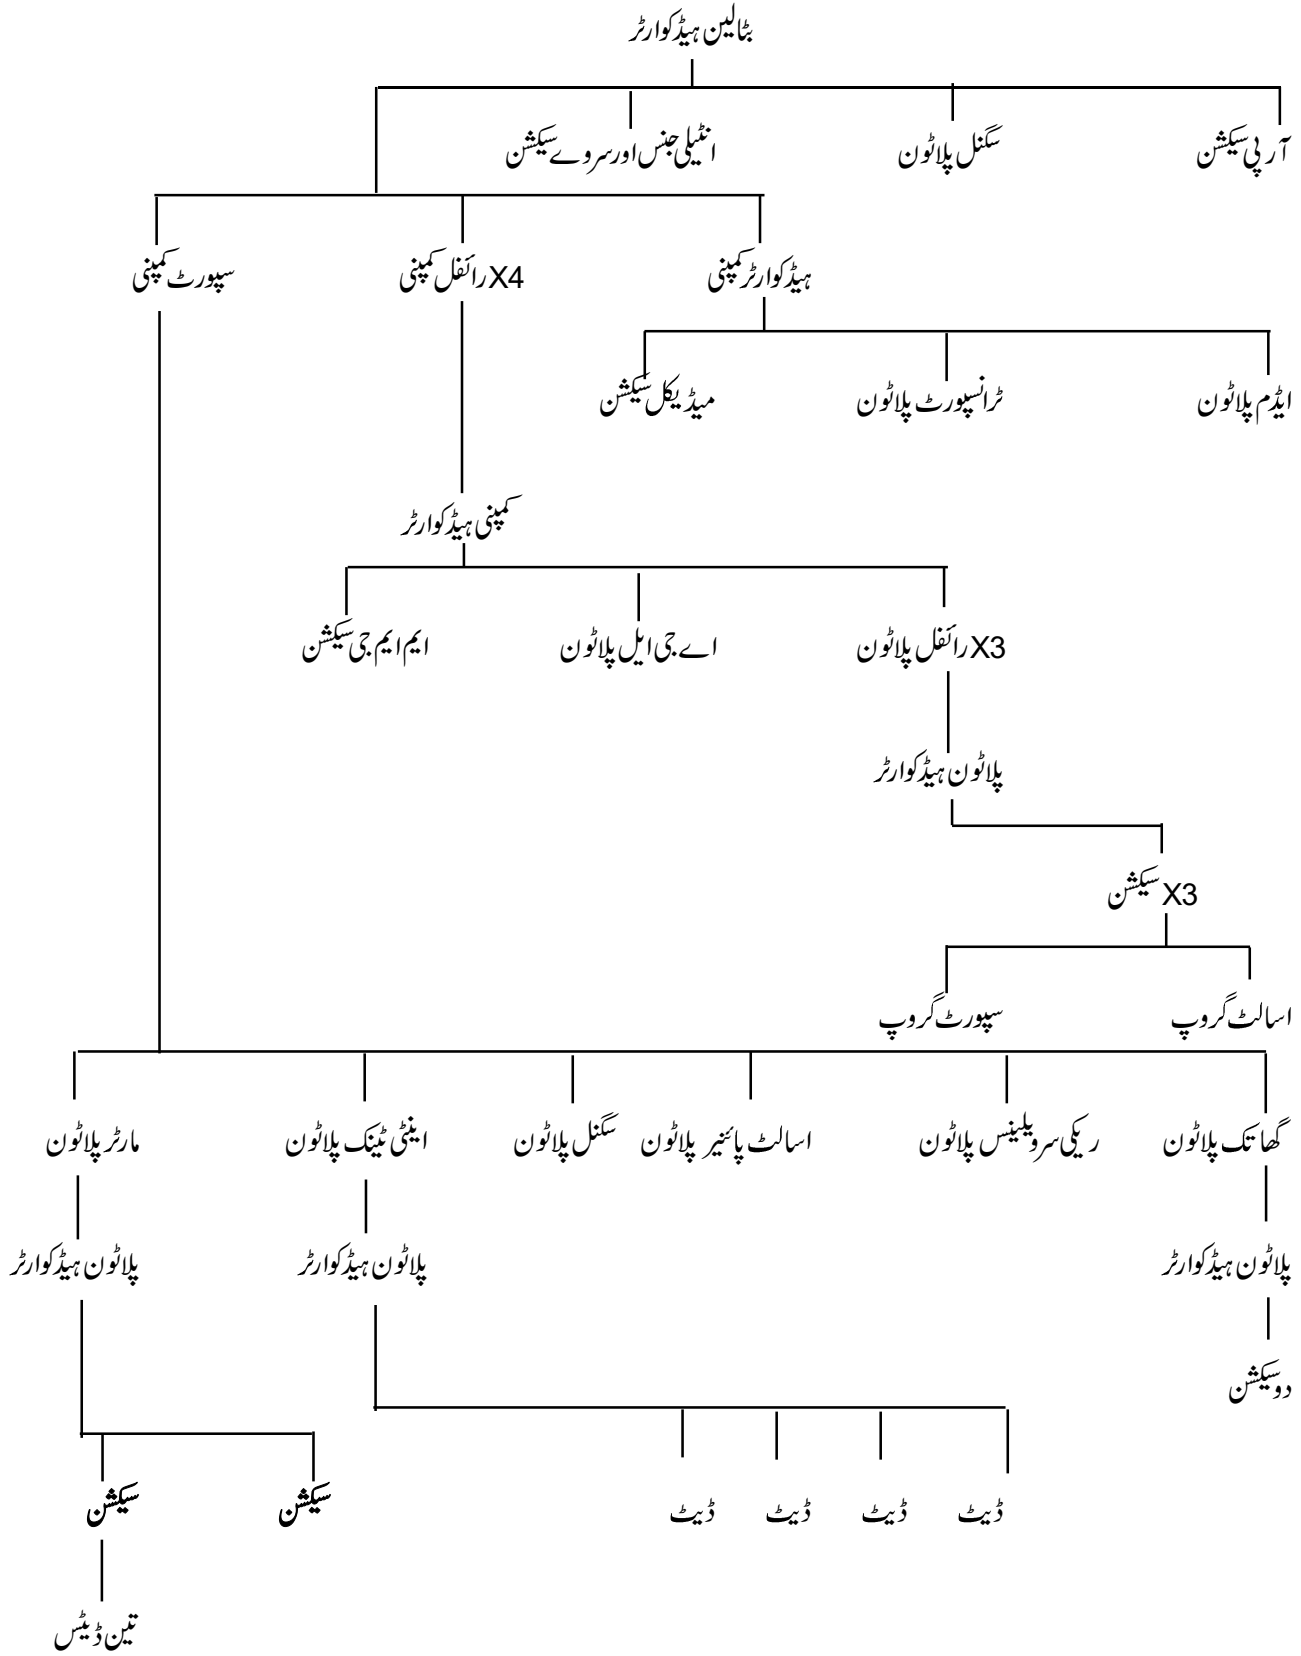 بٹالین ہیڈکوارٹر
آر پی سیکشن
سگنل پلاٹون
انٹیلی جنس اور سروے سیکشن
ہیڈکوارٹر کمپنی
X4 رائفل کمپنی
سپورٹ کمپنی
ایڈم پلاٹون
ٹرانسپورٹ پلاٹون
میڈیکل سیکشن
کمپنی ہیڈکوارٹر
X3 رائفل پلاٹون
اے جی ایل پلاٹون
ایم ایم جی سیکشن
پلاٹون ہیڈکوارٹر
X3 سیکشن
اسالٹ گروپ
سپورٹ گروپ
گھاتک پلاٹون
ریکی سرویلینس پلاٹون
اسالٹ پائنیر پلاٹون
سگنل پلاٹون
اینٹی ٹینک پلاٹون
مارٹر پلاٹون
پلاٹون ہیڈکوارٹر
پلاٹون ہیڈکوارٹر
پلاٹون ہیڈکوارٹر
دو سیکشن
ڈیٹ
ڈیٹ
ڈیٹ
ڈیٹ
سیکشن
سیکشن
تین ڈیٹس